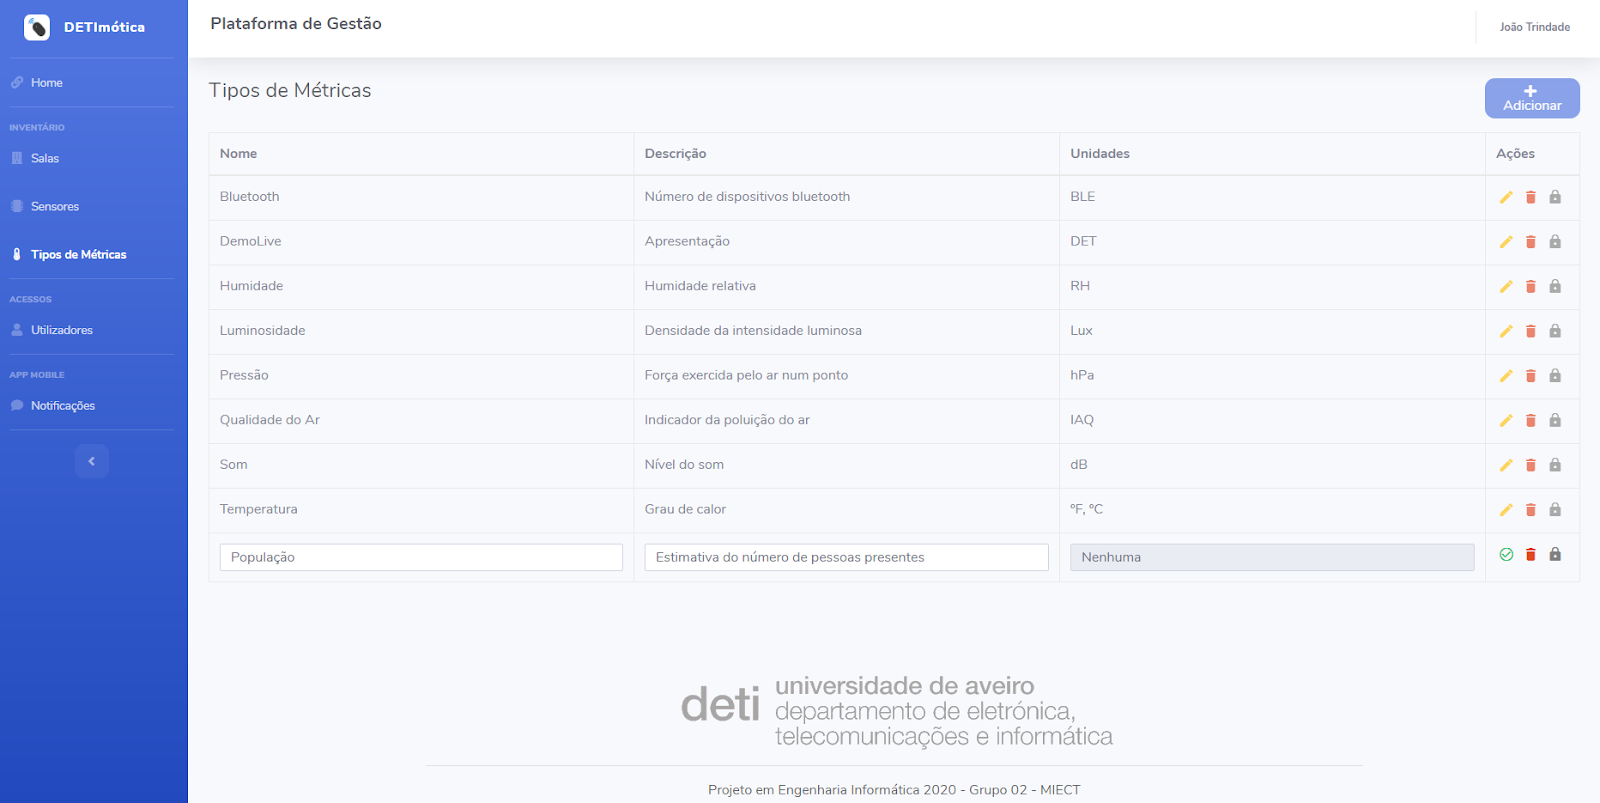 DETImótica
Plataforma de Gestão
João Trindade
Home
INVENTÁRIO
Salas
Sensores
Tipos de Métricas
ACESSOS
Utilizadores
APP MOBILE
Notificações
Tipos de Métricas
Adicionar
Nome Descrição Unidades Ações
Bluetooth Número de dispositivos bluetooth BLE
DemoLive Apresentação DET
Humidade Humidade relativa RH
Luminosidade Densidade da intensidade luminosa Lux
Pressão Força exercida pelo ar num ponto hPa
Qualidade do Ar Indicador da poluição do ar IAQ
Som Nível do som dB
Temperatura Grau de calor ºF, ºC
População Estimativa do número de pessoas presentes Nenhuma
deti universidade de aveiro
departamento de eletrónica,
telecomunicações e informática
Projeto em Engenharia Informática 2020 - Grupo 02 - MIECT